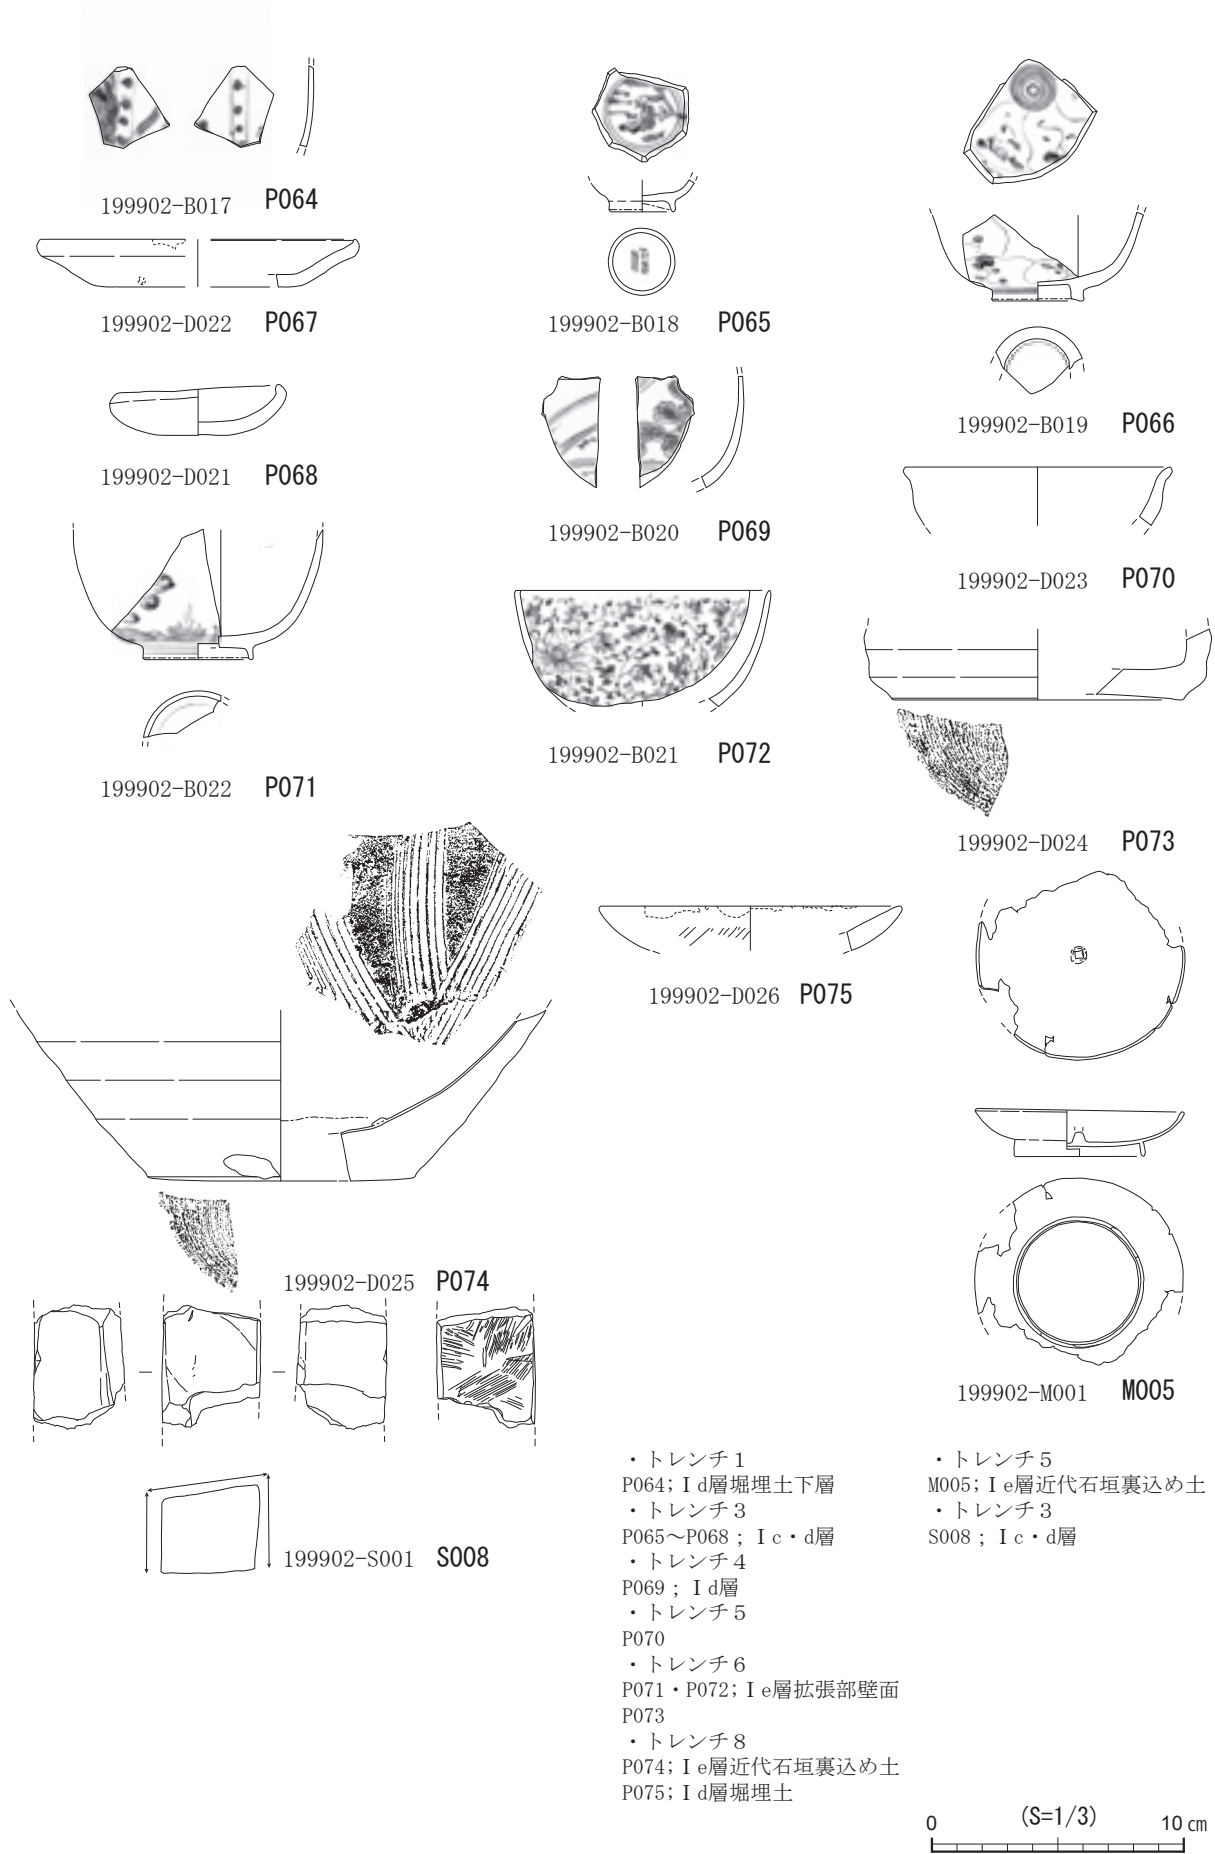 199902-B017 P064
199902-D022 P067
199902-B018 P065
199902-B019 P066
199902-D021 P068
199902-B020 P069
199902-D023 P070
199902-B022 P071
199902-B021 P072
199902-D024 P073
199902-D026 P075
199902-D025 P074
199902-M001 M005
199902-S001 S008
・トレンチ１
P064;Ⅰd層堀埋土下層
・トレンチ３
P065～P068；Ⅰc・d層
・トレンチ４
P069；Ⅰd層
・トレンチ５
P070
・トレンチ６
P071・P072;Ⅰe層拡張部壁面
P073
・トレンチ８
P074;Ⅰe層近代石垣裏込め土
P075;Ⅰd層堀埋土
・トレンチ５
M005;Ⅰe層近代石垣裏込め土
・トレンチ３
S008；Ⅰc・d層
0 (S=1/3) 10 cm